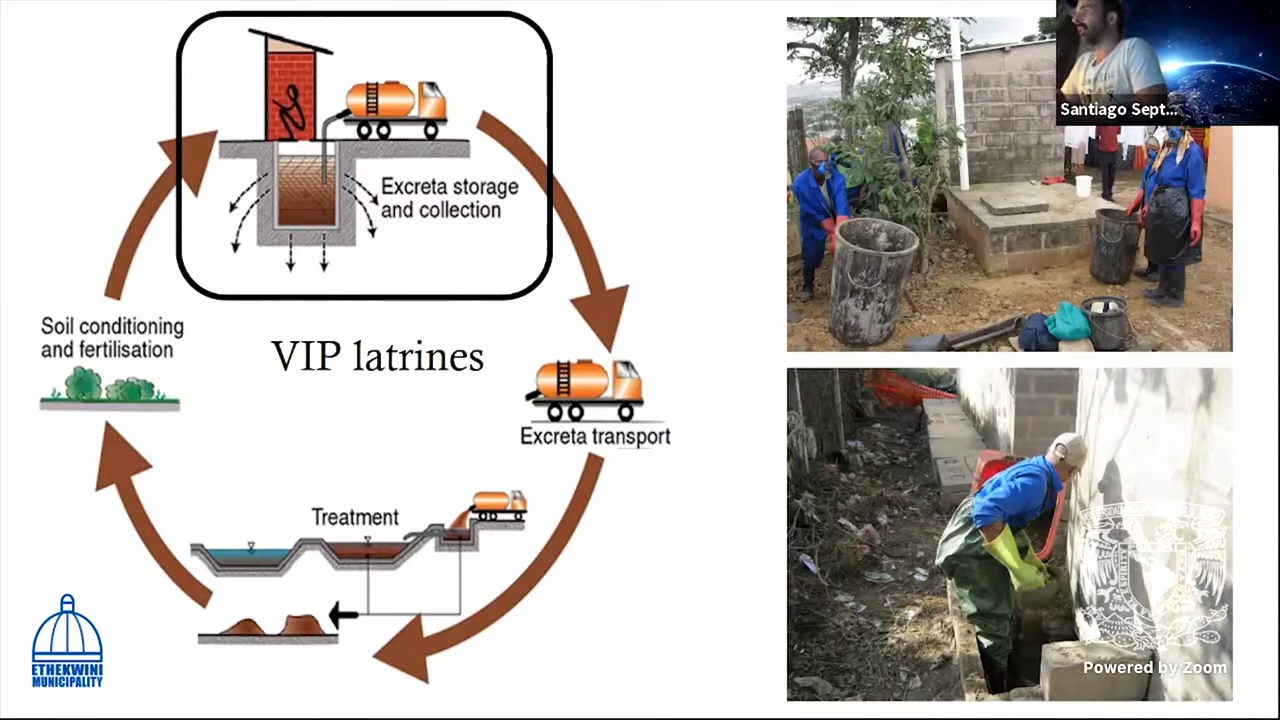 Excreta storage
and collection
Soil conditioning
and fertilisation
VIP latrines
Excreta transport
Treatment
ETHEKWINI
MUNICIPALITY
Santiago Sept...
Powered by Zoom